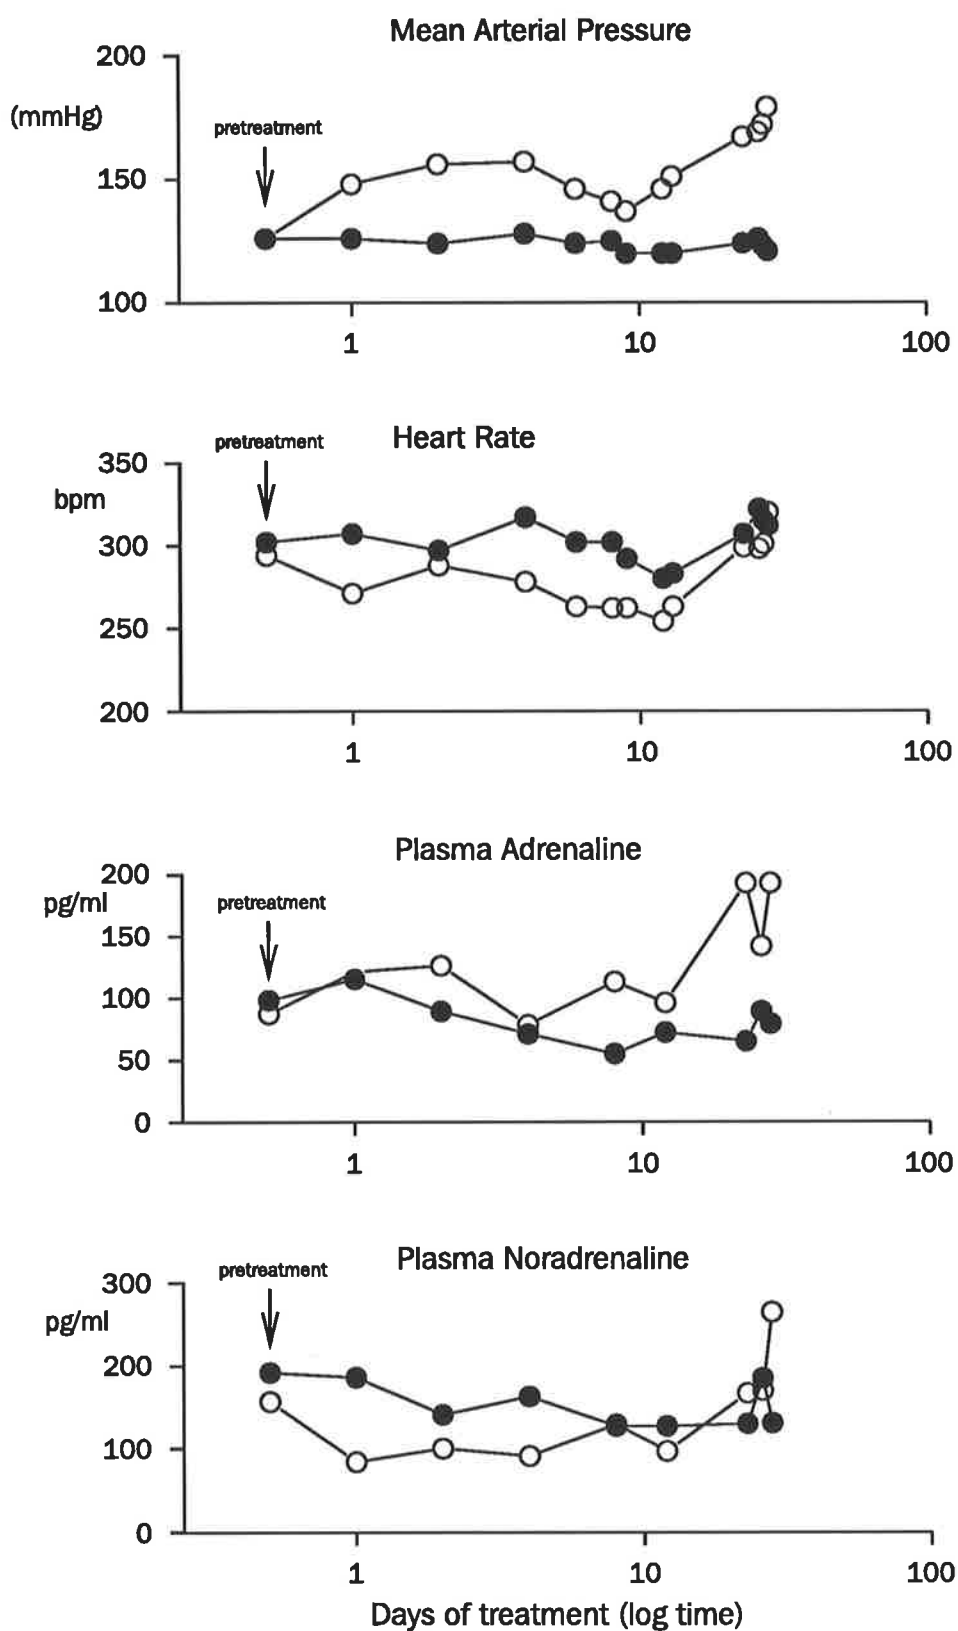 Mean Arterial Pressure
200
(mmHg)
pretreatment
150
100
1 10 100
Heart Rate
pretreatment
350
bpm
300
250
200
1 10 100
Plasma Adrenaline
200
pg/ml
pretreatment
150
100
50
0
1 10 100
Plasma Noradrenaline
pretreatment
300
pg/ml
200
100
0
1 10 100
Days of treatment (log time)